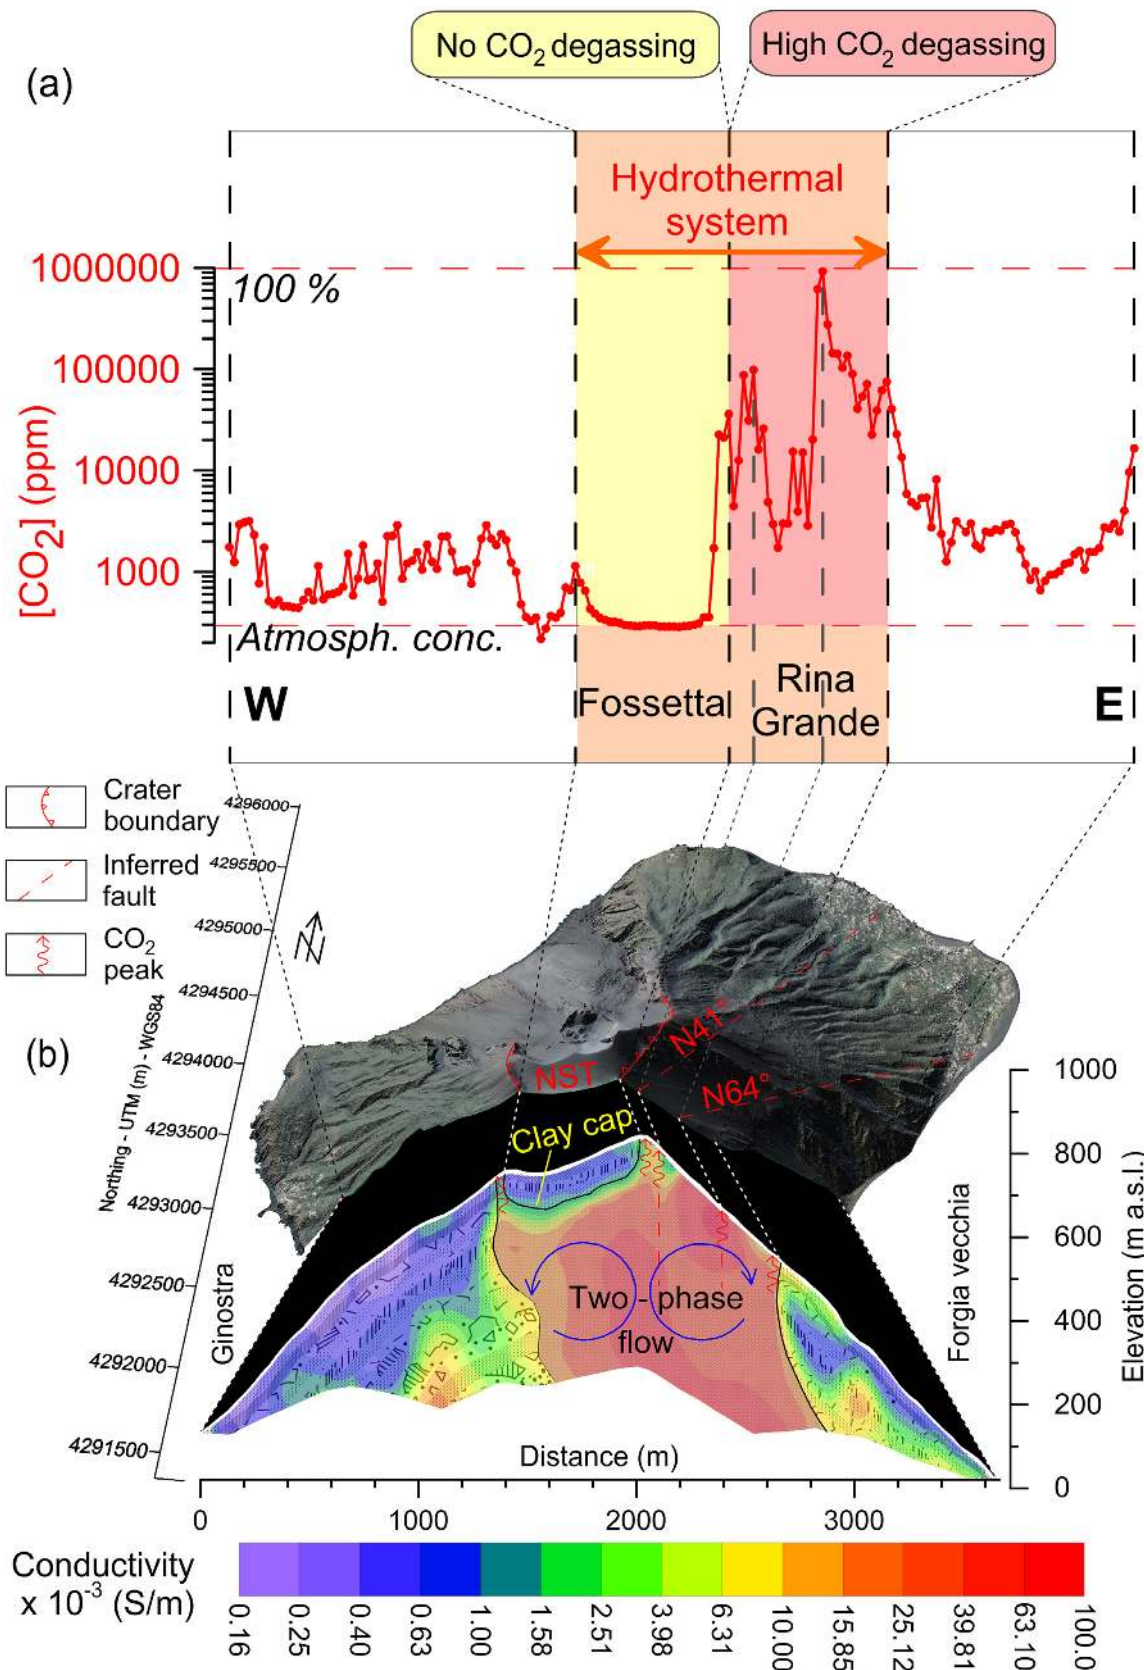 No CO2 degassing
High CO2 degassing
(a)
Hydrothermal
system
1000000
100 %
100000
10000
1000
[CO2] (ppm)
Atmosph. conc.
W
Fossetta
Rina
Grande
E
Crater
boundary
Inferred
fault
CO2
peak
4296000
4295500
4295000
4294500
4294000
4293500
4293000
4292500
4292000
4291500
Northing - UTM (m) - WGS84
N
(b)
NST
N41°
N64°
Clay cap
Two - phase
flow
Ginostra
Forgia vecchia
1000
800
600
400
200
0
Elevation (m a.s.l.)
Distance (m)
0
1000
2000
3000
Conductivity
x 10-3 (S/m)
0.16
0.25
0.40
0.63
1.00
1.58
2.51
3.98
6.31
10.00
15.85
25.12
39.81
63.10
100.0